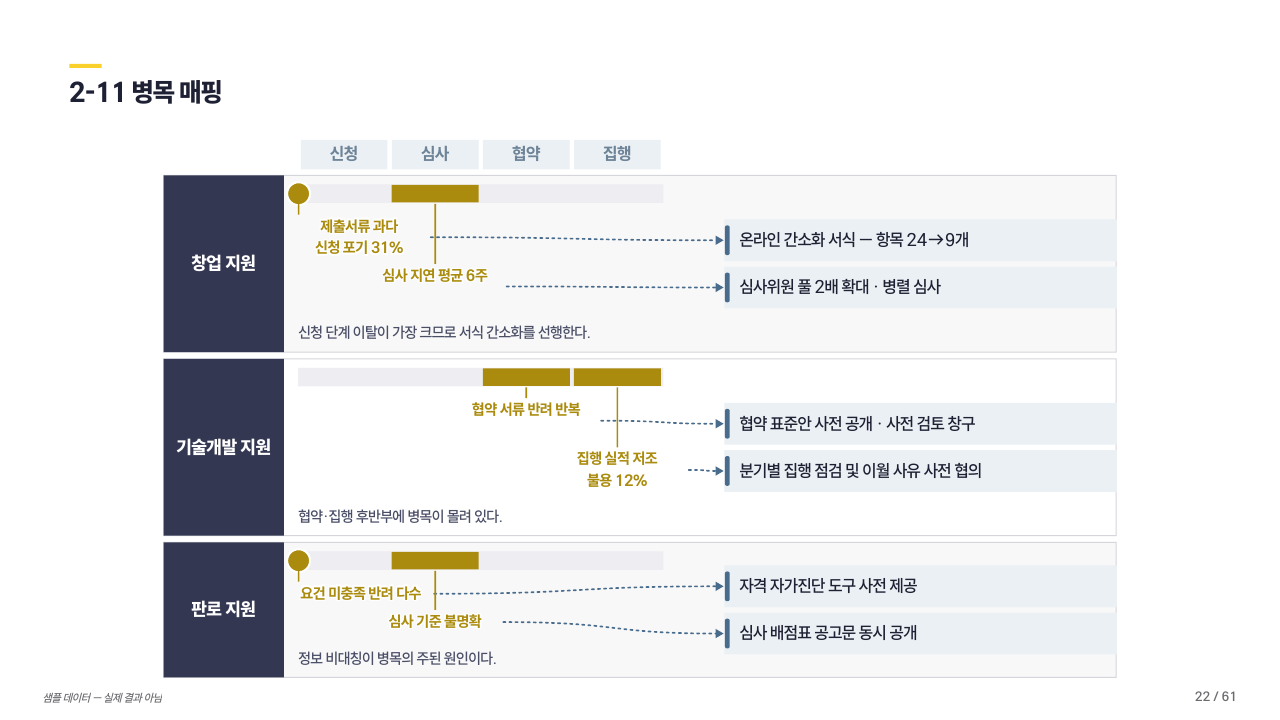 2-11 병목 매핑
신청
심사
협약
집행
창업 지원
제출서류 과다
신청 포기 31%
심사 지연 평균 6주
온라인 간소화 서식 — 항목 24→9개
심사위원 풀 2배 확대 · 병렬 심사
신청 단계 이탈이 가장 크므로 서식 간소화를 선행한다.
기술개발 지원
협약 서류 반려 반복
집행 실적 저조
불용 12%
협약 표준안 사전 공개 · 사전 검토 창구
분기별 집행 점검 및 이월 사유 사전 협의
협약·집행 후반부에 병목이 몰려 있다.
판로 지원
요건 미충족 반려 다수
심사 기준 불명확
자격 자가진단 도구 사전 제공
심사 배점표 공고문 동시 공개
정보 비대칭이 병목의 주된 원인이다.
샘플 데이터 — 실제 결과 아님
22 / 61